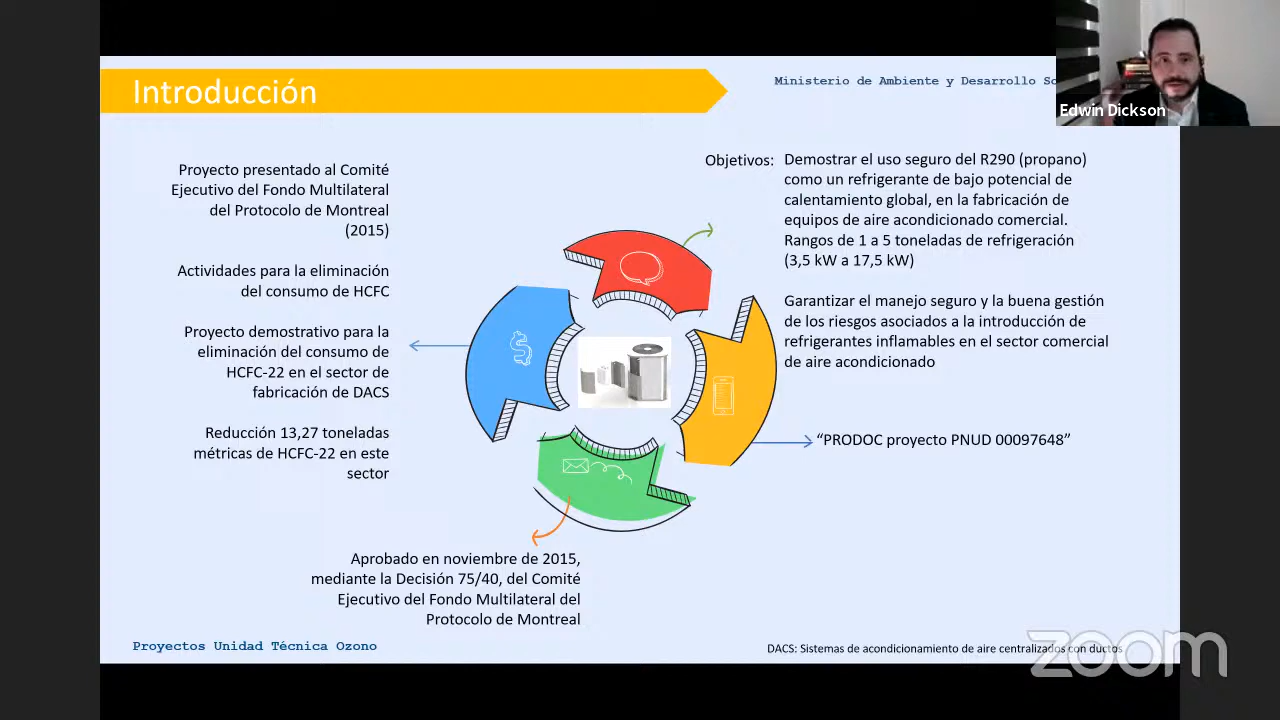 Introducción
Ministerio de Ambiente y Desarrollo
Edwin Dickson
Proyecto presentado al Comité
Ejecutivo del Fondo Multilateral
del Protocolo de Montreal
(2015)
Actividades para la eliminación
del consumo de HCFC
Proyecto demostrativo para la
eliminación del consumo de
HCFC-22 en el sector de
fabricación de DACS
Reducción 13,27 toneladas
métricas de HCFC-22 en este
sector
Objetivos:
Demostrar el uso seguro del R290 (propano)
como un refrigerante de bajo potencial de
calentamiento global, en la fabricación de
equipos de aire acondicionado comercial.
Rangos de 1 a 5 toneladas de refrigeración
(3,5 kW a 17,5 kW)
Garantizar el manejo seguro y la buena gestión
de los riesgos asociados a la introducción de
refrigerantes inflamables en el sector comercial
de aire acondicionado
$
“PRODOC proyecto PNUD 00097648”
Aprobado en noviembre de 2015,
mediante la Decisión 75/40, del Comité
Ejecutivo del Fondo Multilateral del
Protocolo de Montreal
Proyectos Unidad Técnica Ozono
DACS: Sistemas de acondicionamiento de aire centralizados con ductos
zoom